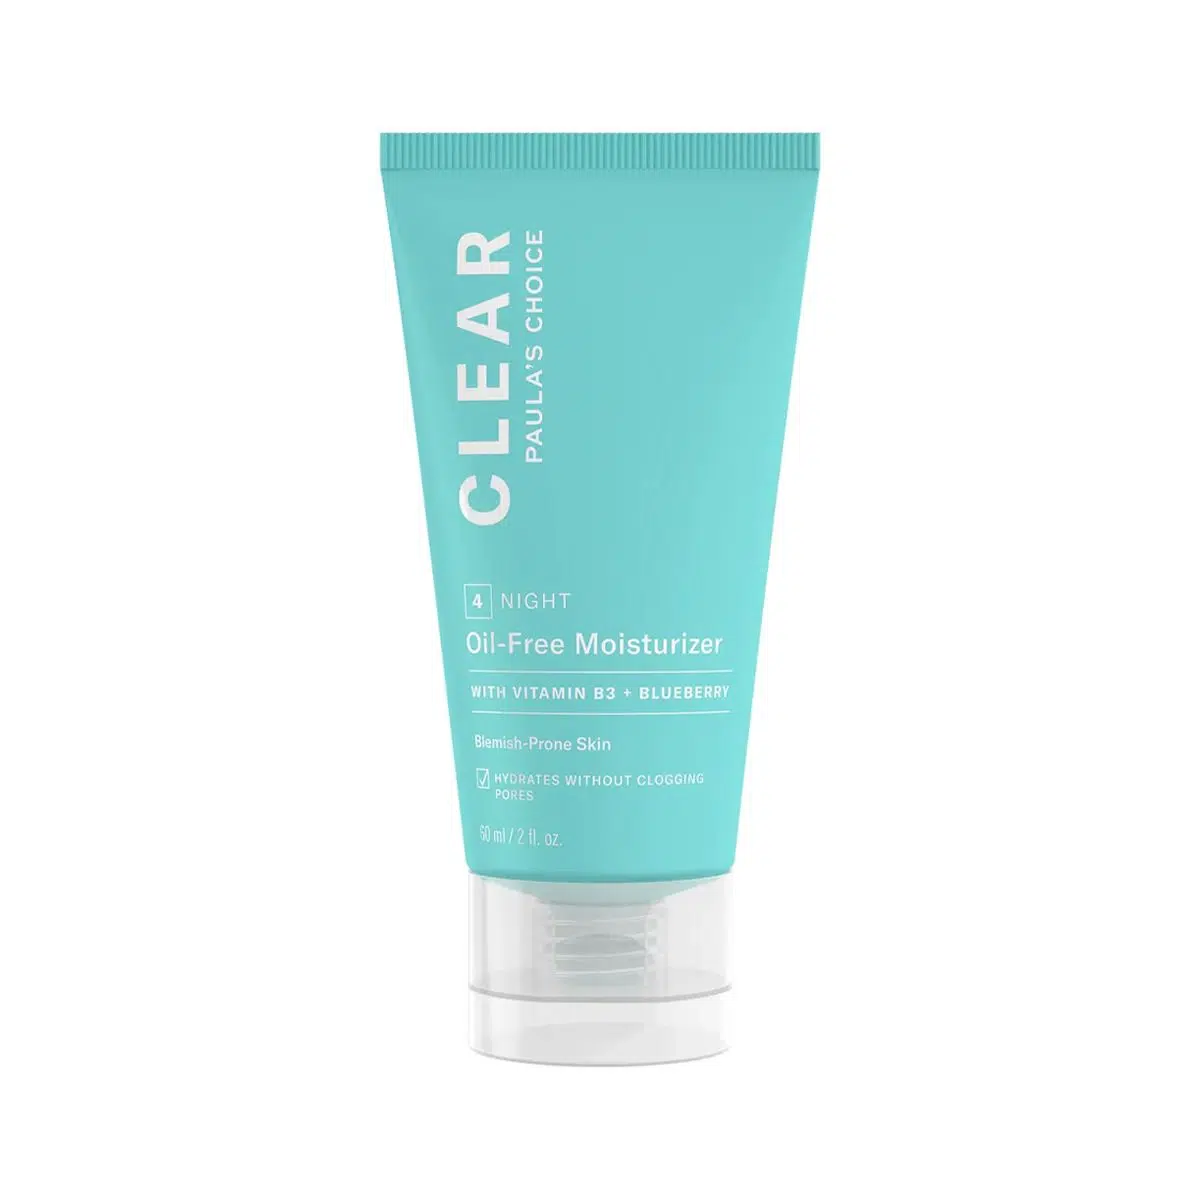 CLEAR
PAULA'S CHOICE
4 NIGHT
Oil-Free Moisturizer
WITH VITAMIN B3 + BLUEBERRY
Blemish-Prone Skin
HYDRATES WITHOUT CLOGGING
PORES
60 ml / 2 fl. oz.